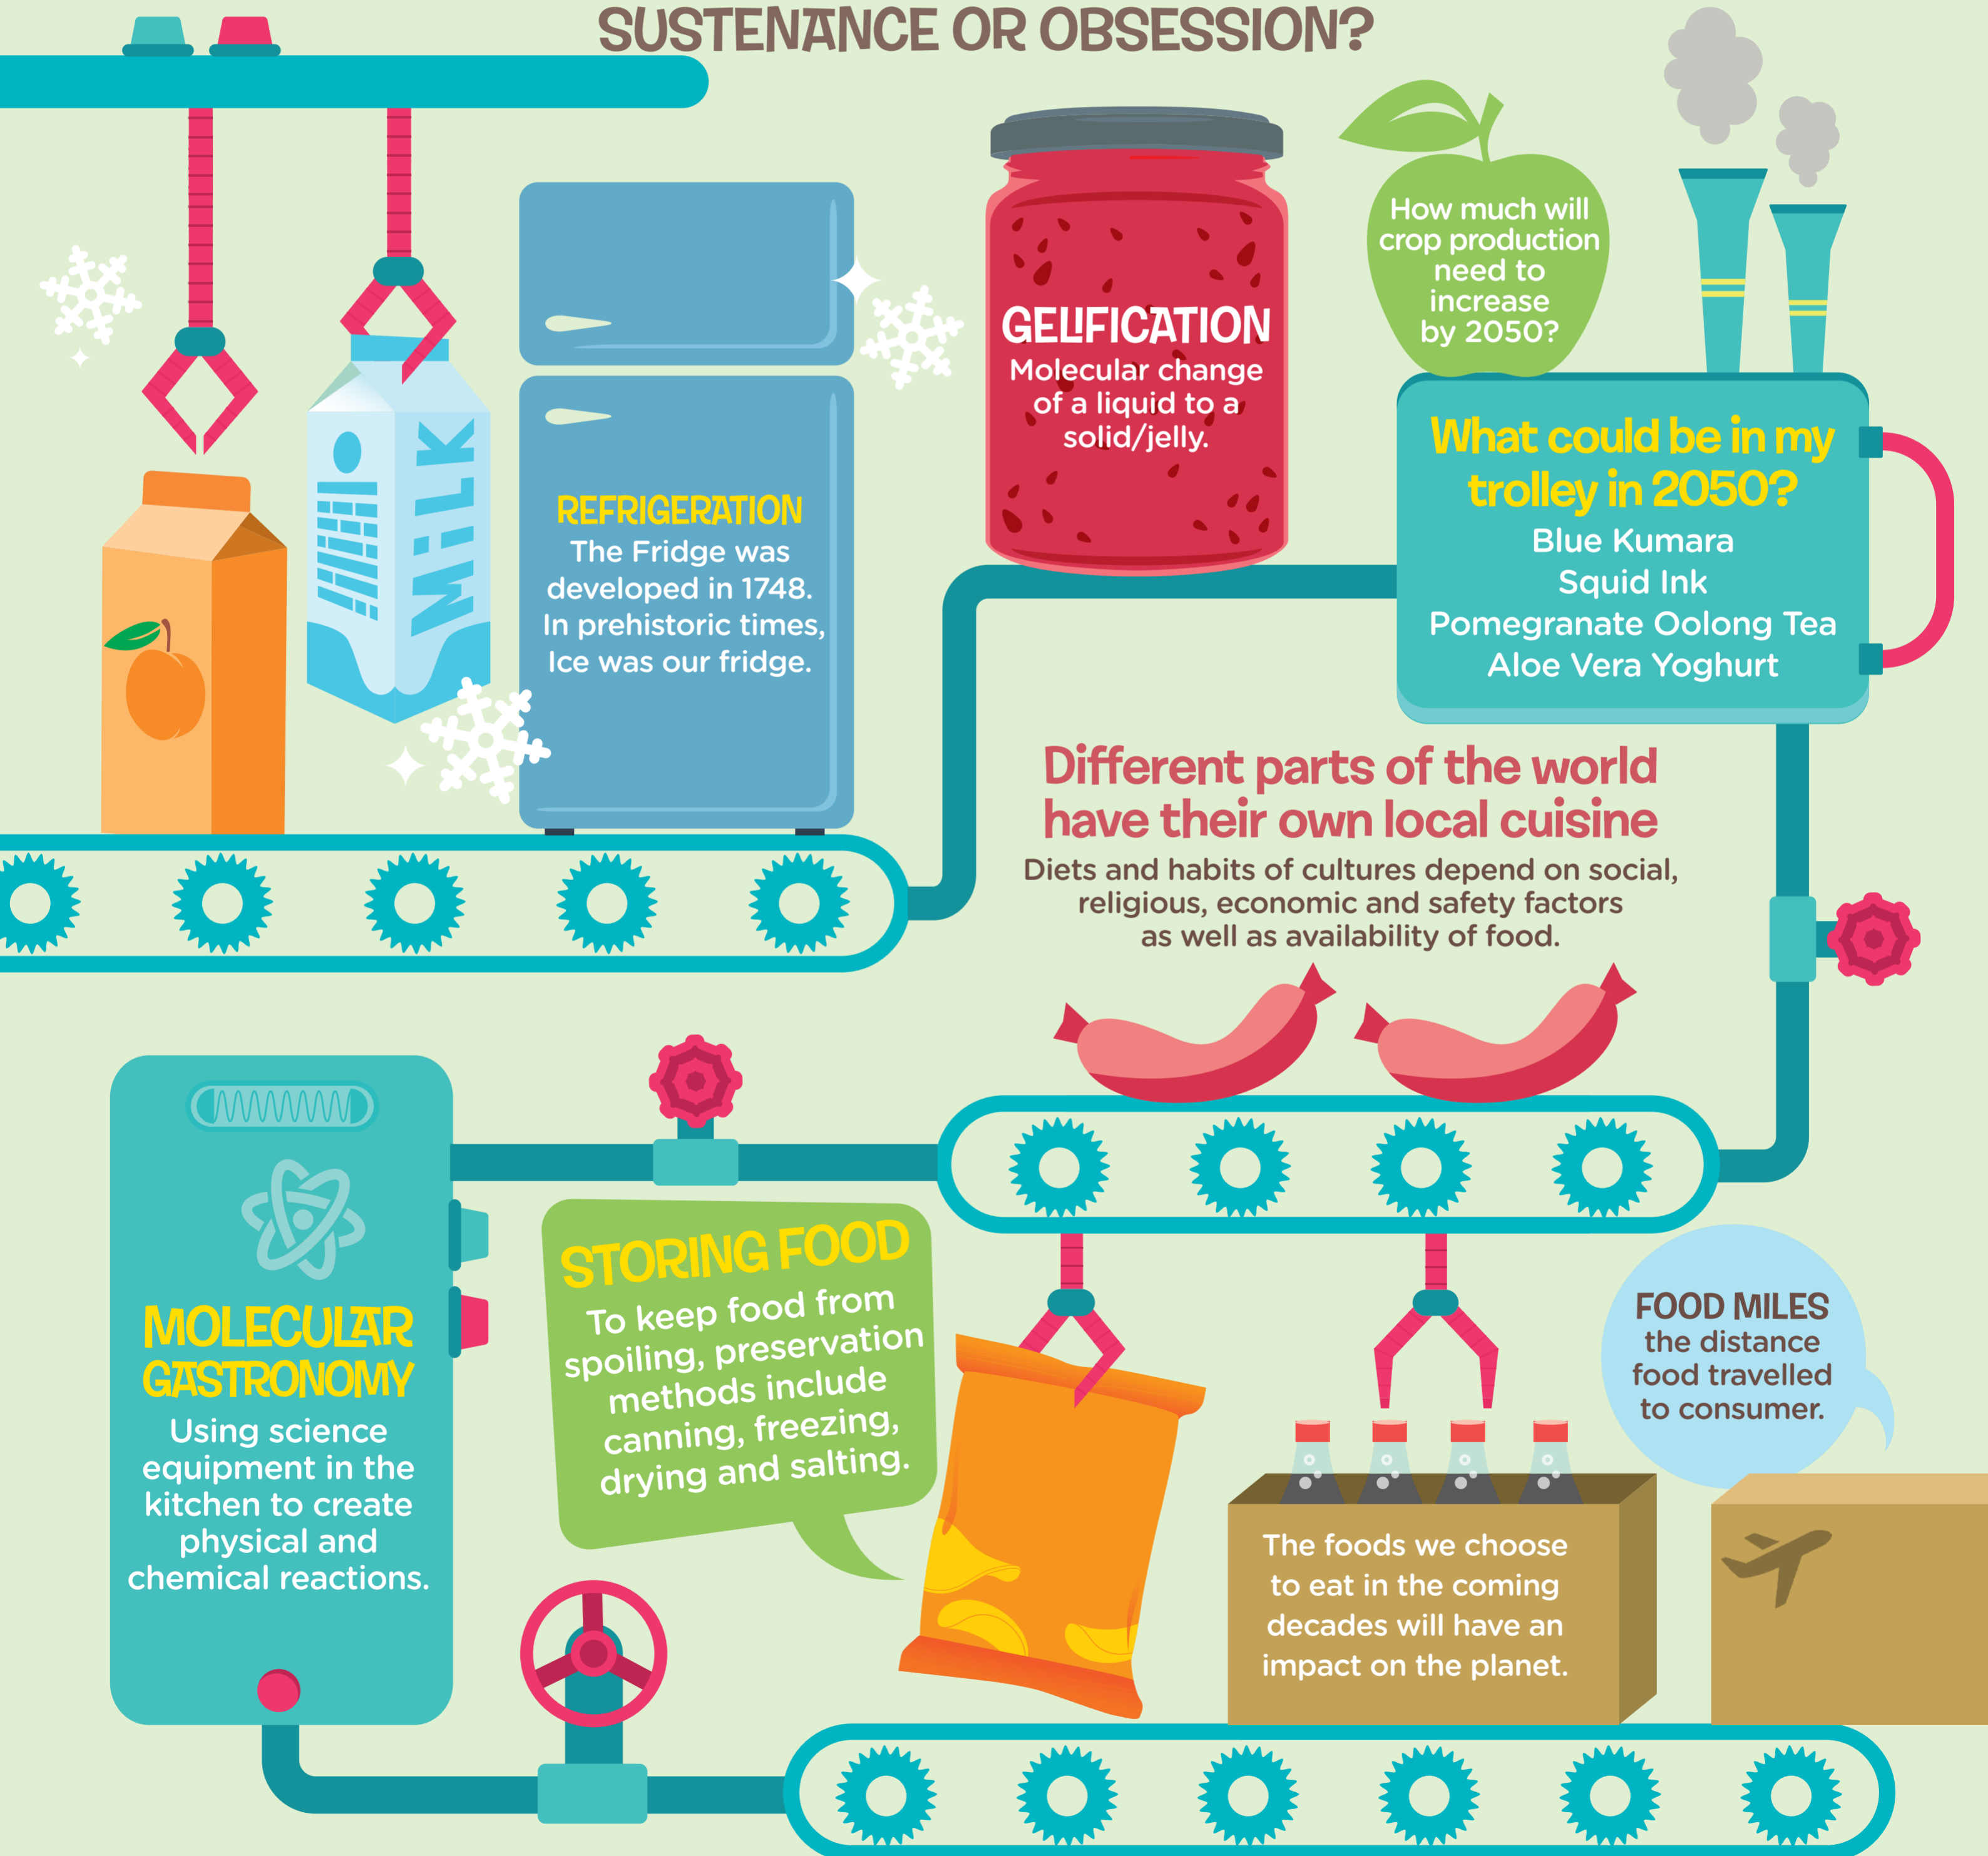 SUSTENANCE OR OBSESSION?
MILK
REFRIGERATION
The Fridge was
developed in 1748.
In prehistoric times,
Ice was our fridge.
GELIFICATION
Molecular change
of a liquid to a
solid/jelly.
How much will
crop production
need to
increase
by 2050?
What could be in my
trolley in 2050?
Blue Kumara
Squid Ink
Pomegranate Oolong Tea
Aloe Vera Yoghurt
Different parts of the world
have their own local cuisine
Diets and habits of cultures depend on social,
religious, economic and safety factors
as well as availability of food.
MOLECULAR
GASTRONOMY
Using science
equipment in the
kitchen to create
physical and
chemical reactions.
STORING FOOD
To keep food from
spoiling, preservation
methods include
canning, freezing,
drying and salting.
FOOD MILES
the distance
food travelled
to consumer.
The foods we choose
to eat in the coming
decades will have an
impact on the planet.